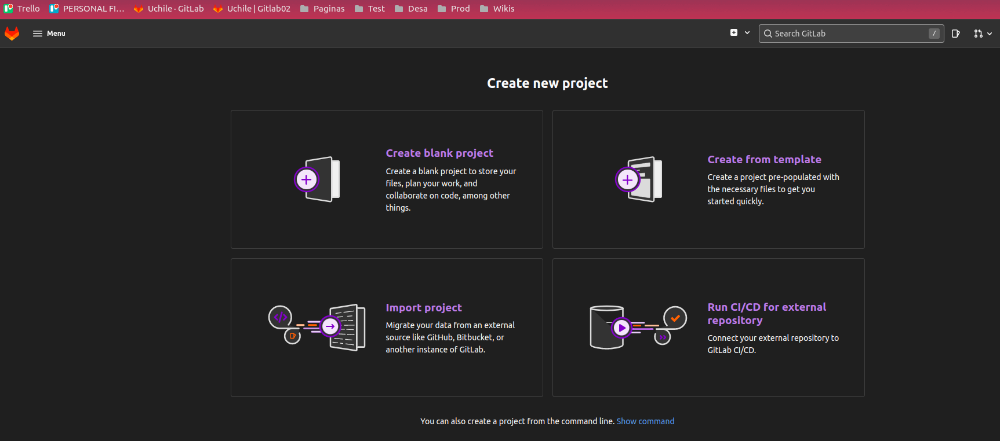 Trello PERSONAL FI... Uchile · GitLab Uchile | Gitlab02 Paginas Test Desa Prod Wikis
Menu Search GitLab /
Create new project
Create blank project
Create a blank project to store your
files, plan your work, and
collaborate on code, among other
things.
Create from template
Create a project pre-populated with
the necessary files to get you
started quickly.
Import project
Migrate your data from an external
source like GitHub, Bitbucket, or
another instance of GitLab.
Run CI/CD for external
repository
Connect your external repository to
GitLab CI/CD.
You can also create a project from the command line. Show command